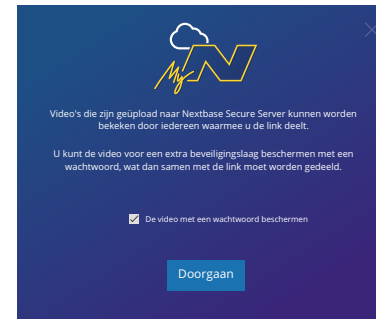 My N
Video's die zijn geüpload naar Nextbase Secure Server kunnen worden
bekeken door iedereen waarmee u de link deelt.
U kunt de video voor een extra beveiligingslaag beschermen met een
wachtwoord, wat dan samen met de link moet worden gedeeld.
De video met een wachtwoord beschermen
Doorgaan